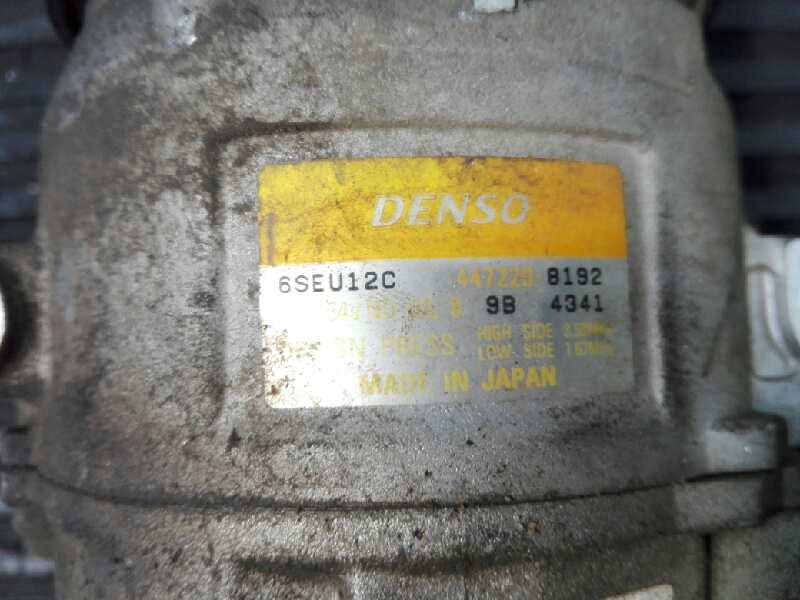 DENSO
6SEU12C 447220 8192
9B 4341
PRESS. HIGH SIDE
LOW SIDE
MADE IN JAPAN